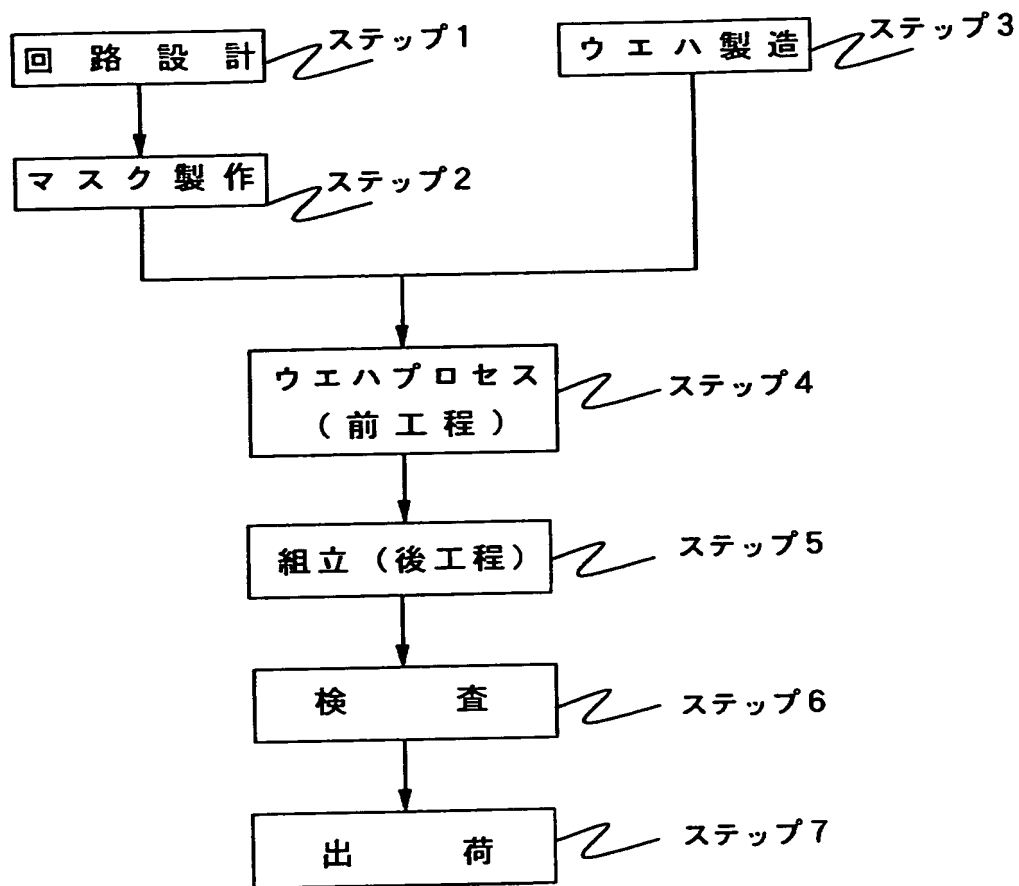 回路設計
ステップ1
ウエハ製造
ステップ3
マスク製作
ステップ2
ウエハプロセス
(前工程)
ステップ4
組立(後工程)
ステップ5
検査
ステップ6
出荷
ステップ7